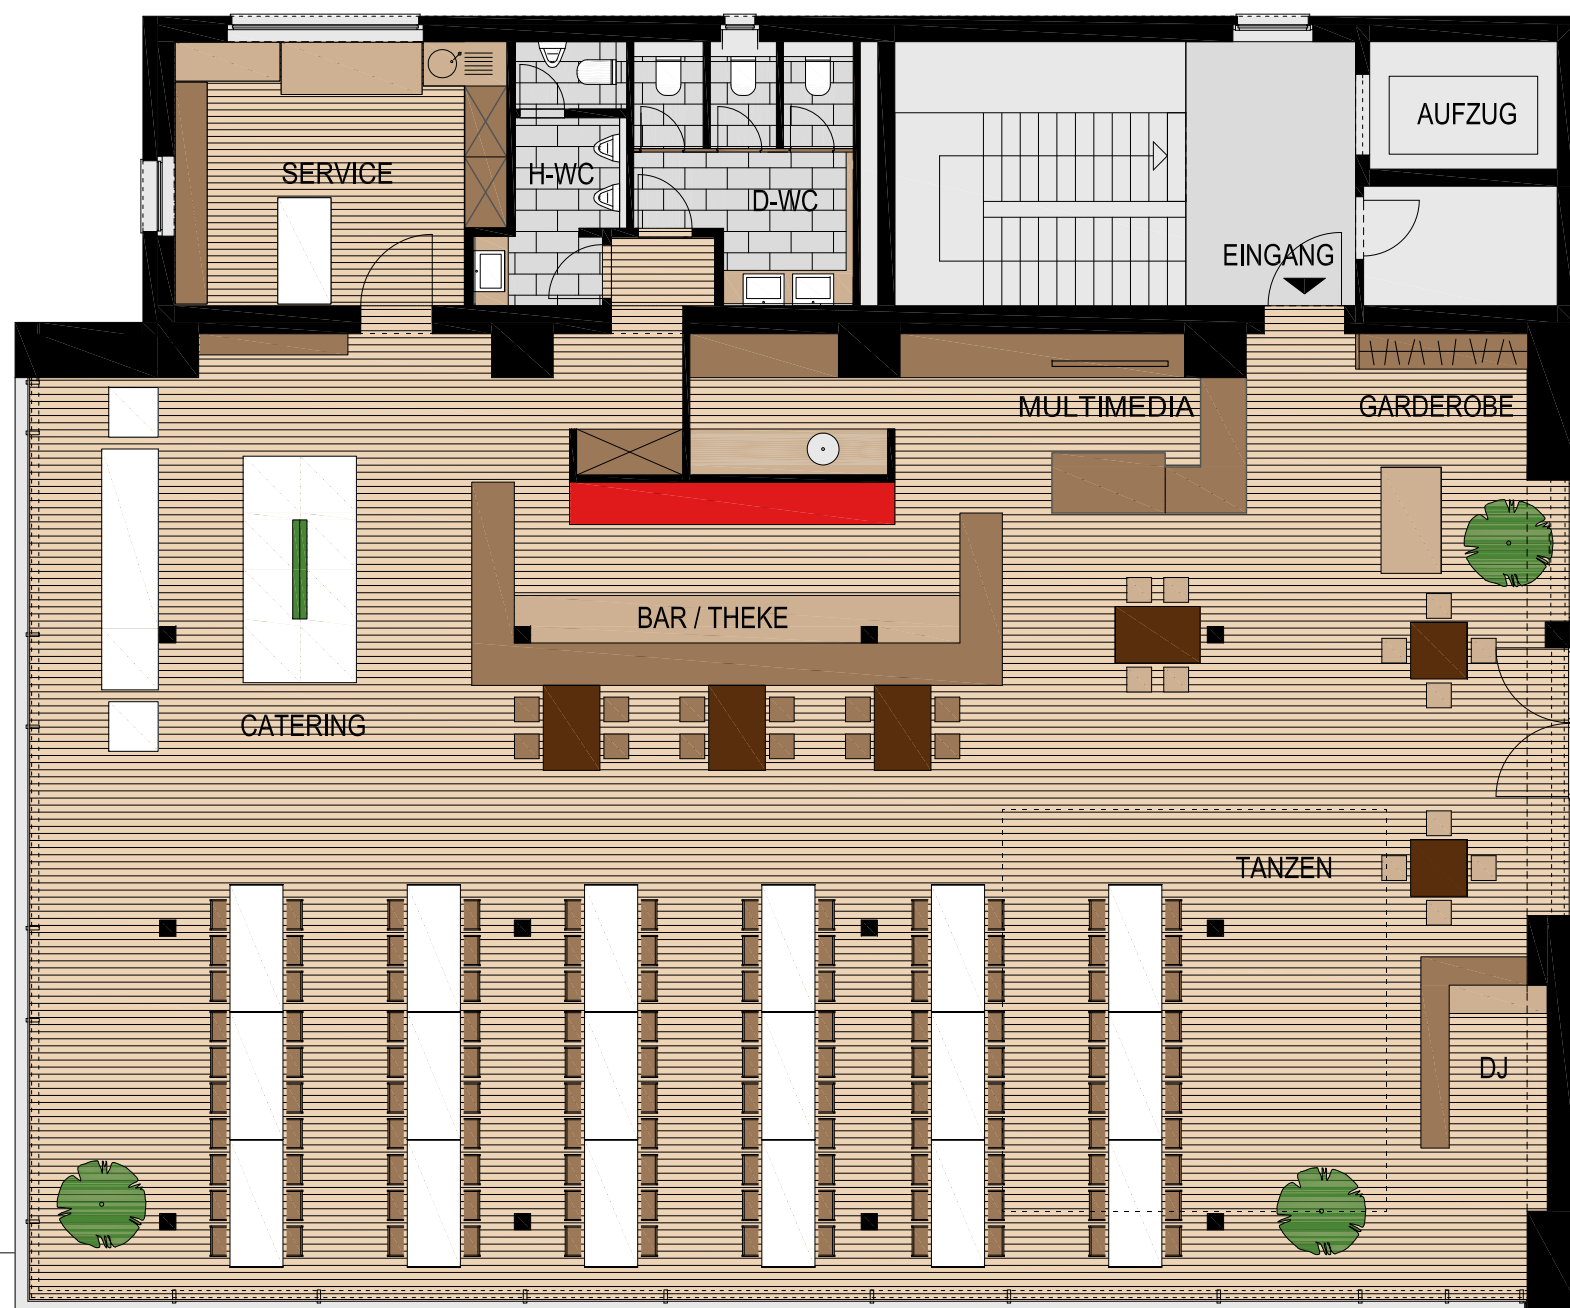 AUFZUG
SERVICE
H-WC
D-WC
EINGANG
MULTIMEDIA
GARDEROBE
BAR / THEKE
CATERING
TANZEN
DJ